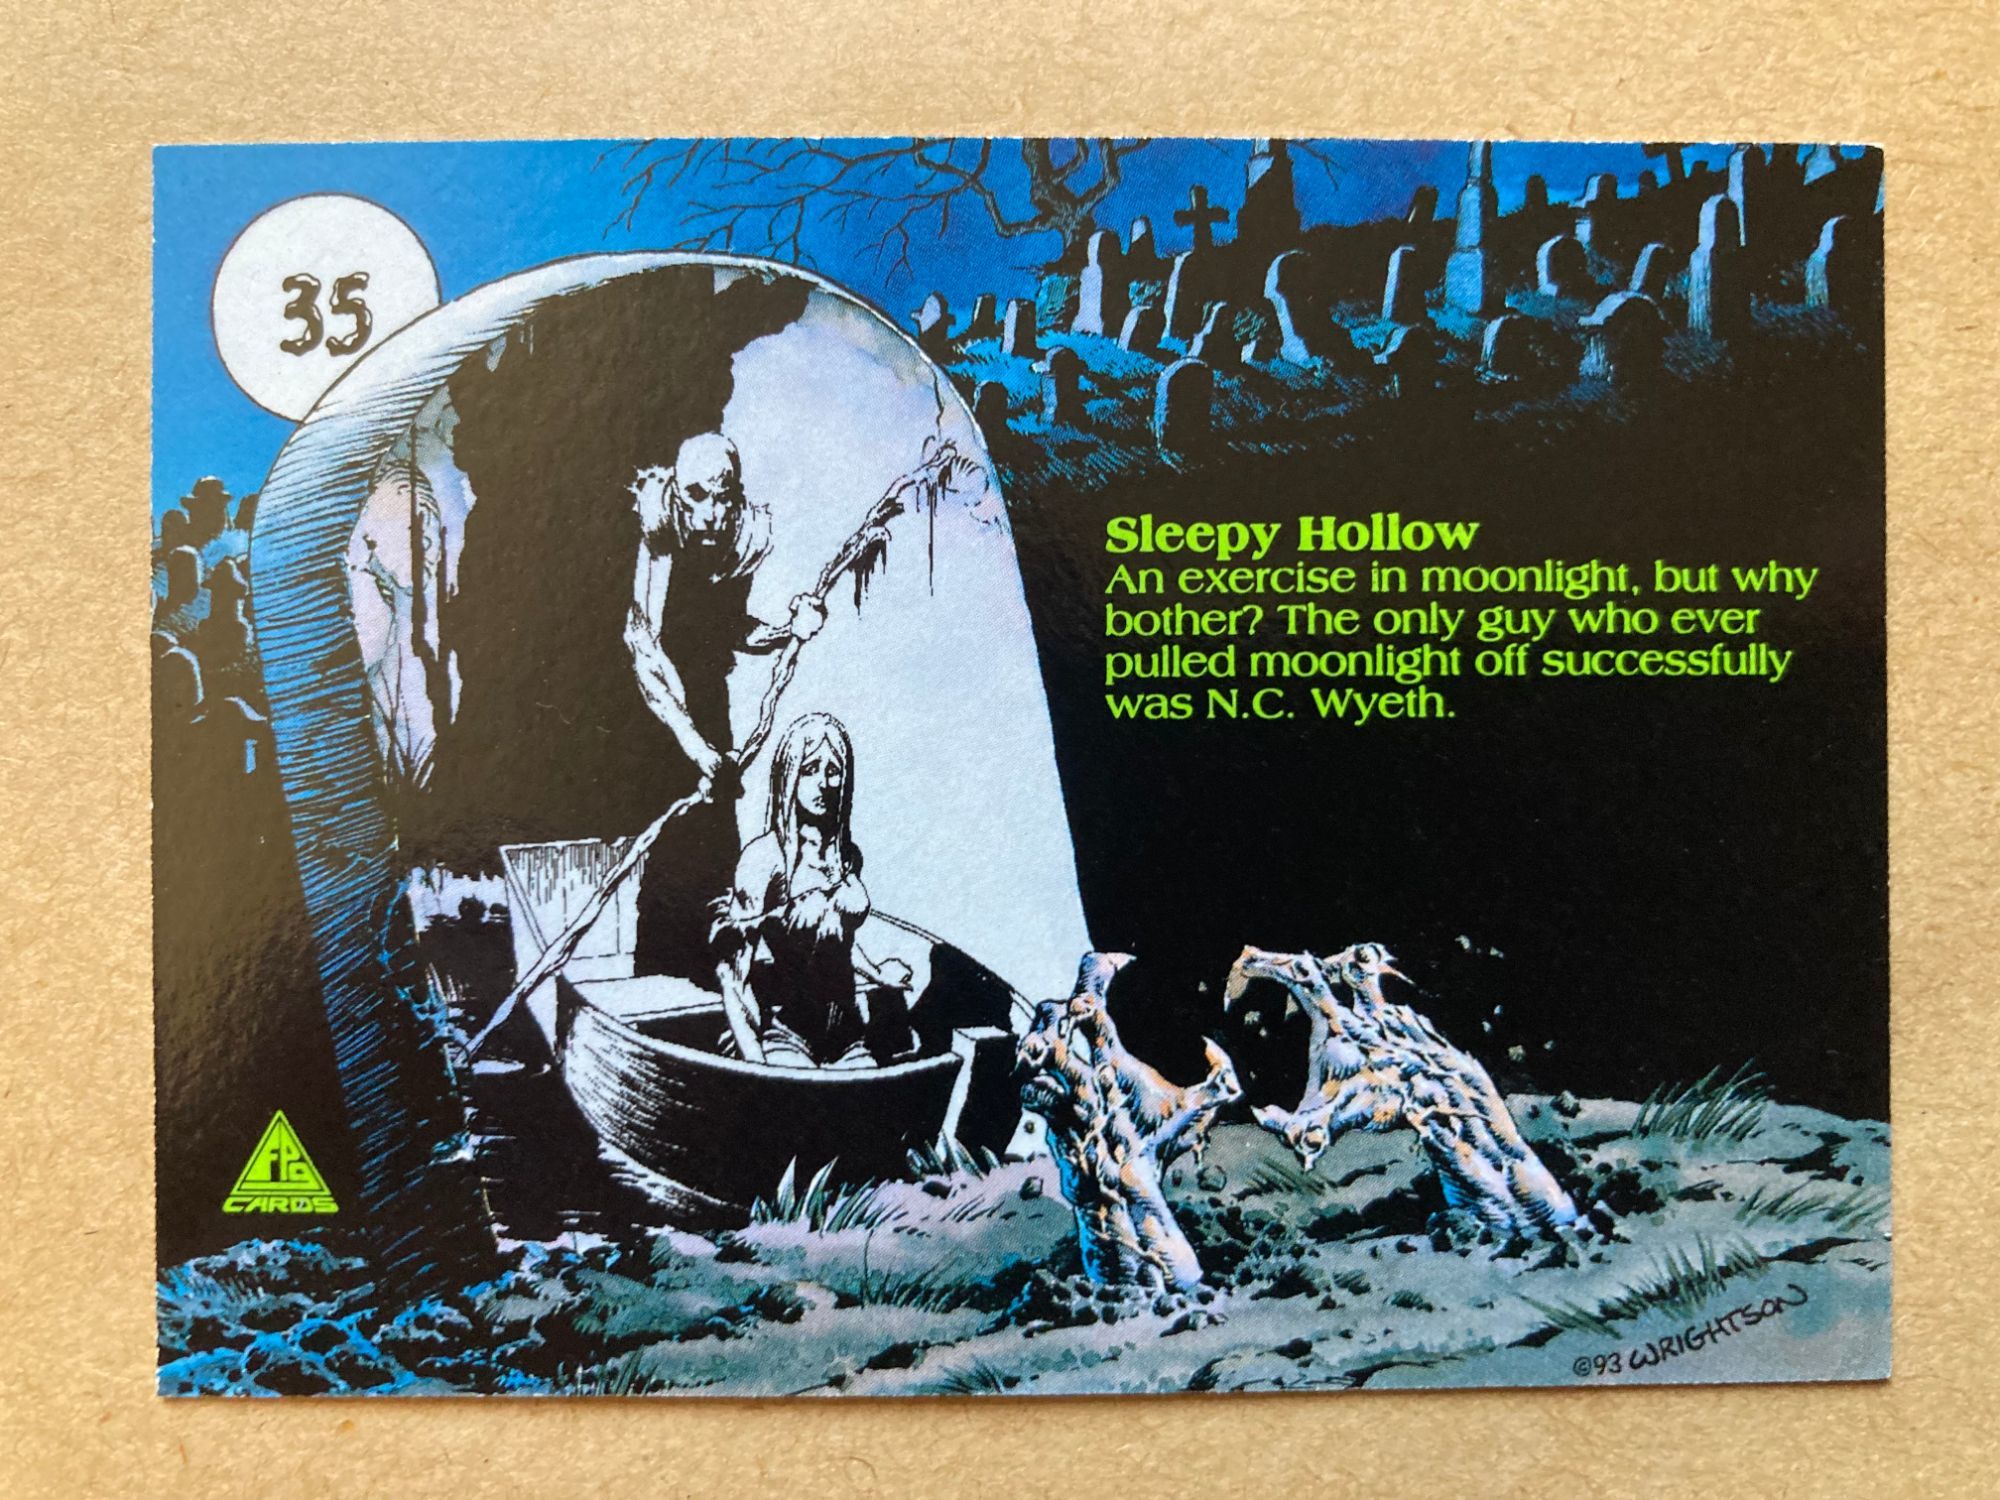 35
Sleepy Hollow
An exercise in moonlight, but why
bother? The only guy who ever
pulled moonlight off successfully
was N.C. Wyeth.
FPG
CARDS
©93 WRIGHTSON